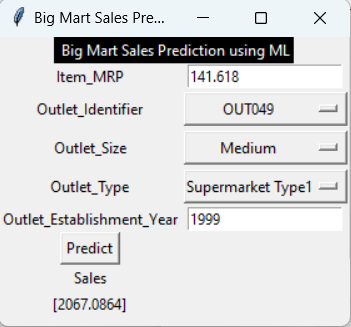 Big Mart Sales Pre...
Big Mart Sales Prediction using ML
Item_MRP 141.618
Outlet_Identifier OUT049
Outlet_Size Medium
Outlet_Type Supermarket Type1
Outlet_Establishment_Year 1999
Predict
Sales
[2067.0864]